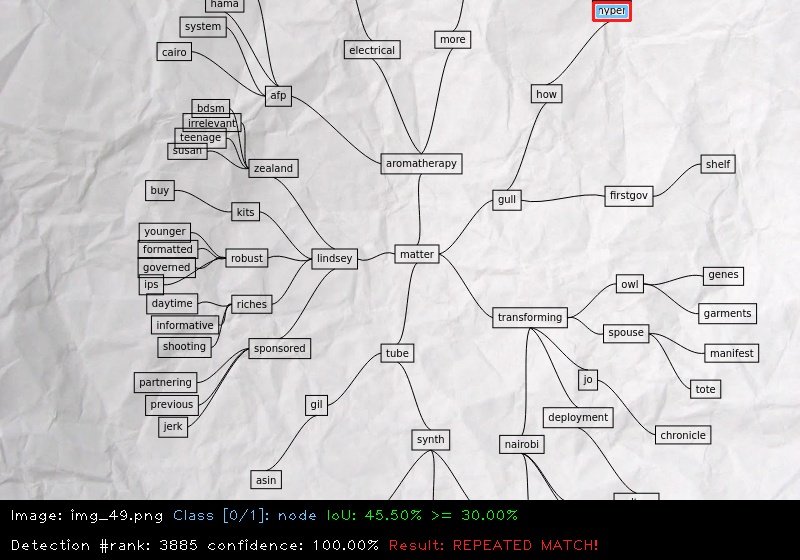 hama
nyper
system
more
electrical
cairo
afp
how
bdsm
irrelevant
teenage
susan
aromatherapy
shelf
zealand
buy
firstgov
gull
kits
younger
formatted
matter
robust
lindsey
governed
genes
ips
owl
daytime
riches
garments
transforming
informative
spouse
shooting
sponsored
tube
manifest
partnering
jo
tote
previous
gil
deployment
jerk
chronicle
synth
nairobi
asin
Image: img_49.png Class [0/1]: node IoU: 45.50% >= 30.00%
Detection #rank: 3885 confidence: 100.00% Result: REPEATED MATCH!